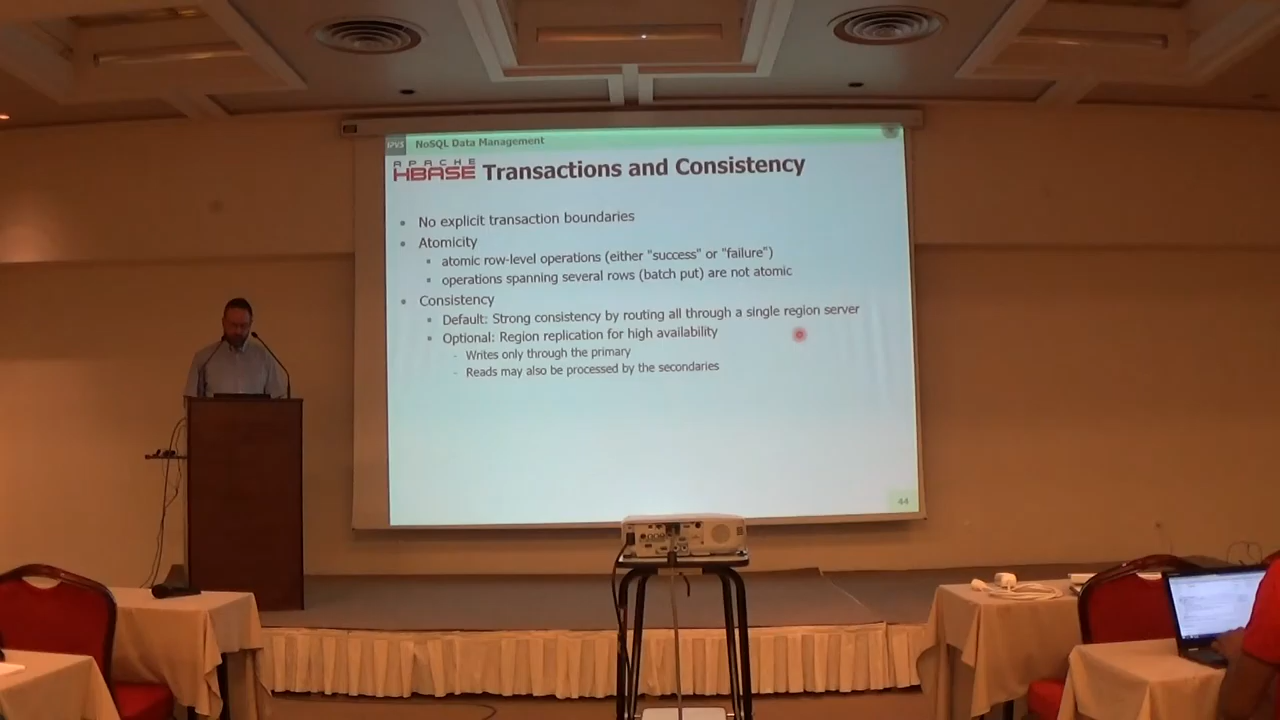 IPVS NoSQL Data Management
APACHE
HBASE Transactions and Consistency
• No explicit transaction boundaries
• Atomicity
▪ atomic row-level operations (either "success" or "failure")
▪ operations spanning several rows (batch put) are not atomic
• Consistency
▪ Default: Strong consistency by routing all through a single region server
▪ Optional: Region replication for high availability
- Writes only through the primary
- Reads may also be processed by the secondaries
44